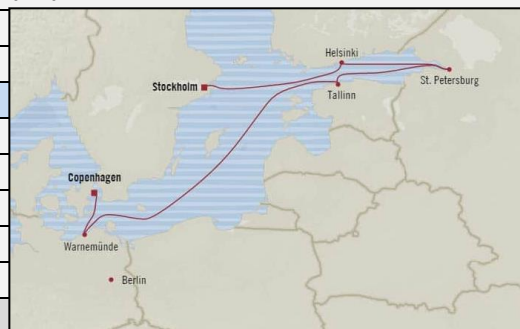 Helsinki
St. Petersburg
Stockholm
Tallinn
Copenhagen
Warnemünde
Berlin